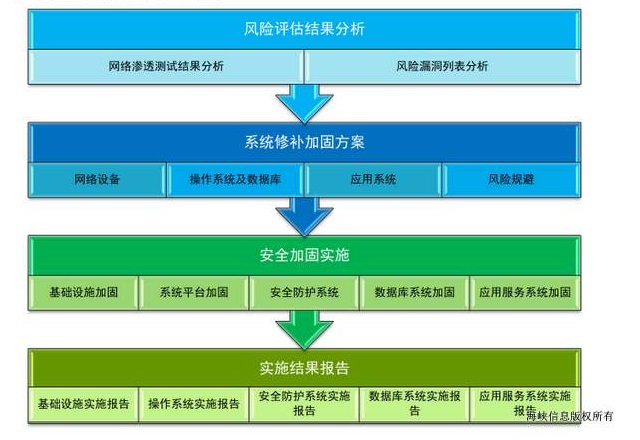 风险评估结果分析
网络渗透测试结果分析
风险漏洞列表分析
系统修补加固方案
网络设备
操作系统及数据库
应用系统
风险规避
安全加固实施
基础设施加固
系统平台加固
安全防护系统
数据库系统加固
应用服务系统加固
实施结果报告
基础设施实施报告
操作系统实施报告
安全防护系统实施
报告
数据库系统实施报
告
应用服务系统实施
报告
海峡信息版权所有